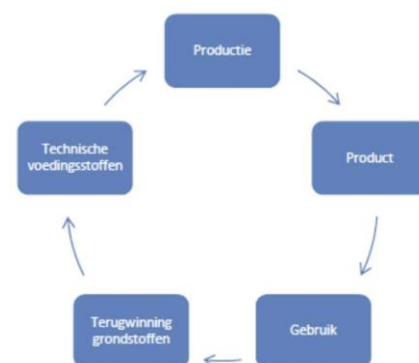 Productie
Product
Gebruik
Terugwinning
grondstoffen
Technische
voedingsstoffen